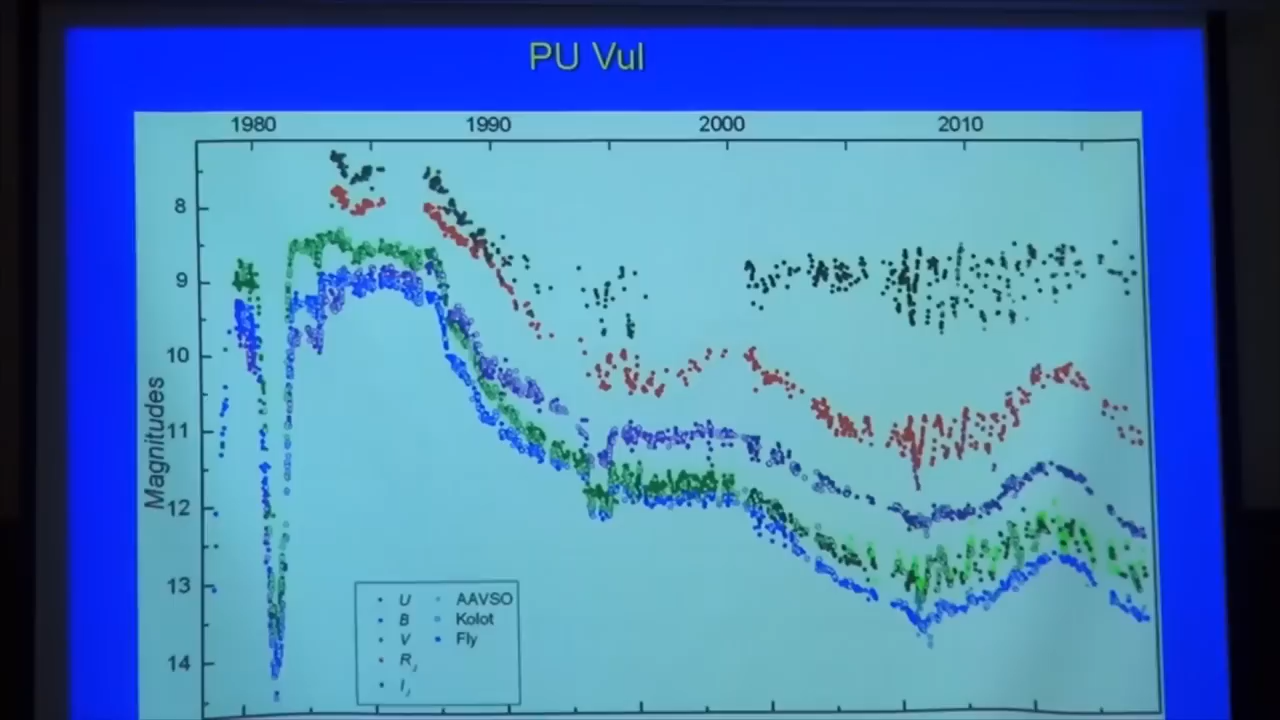 PU Vul
1980 1990 2000 2010
8
9
10
11
12
13
14
Magnitudes
U AAVSO
B Kolot
V Fly
R J
I J